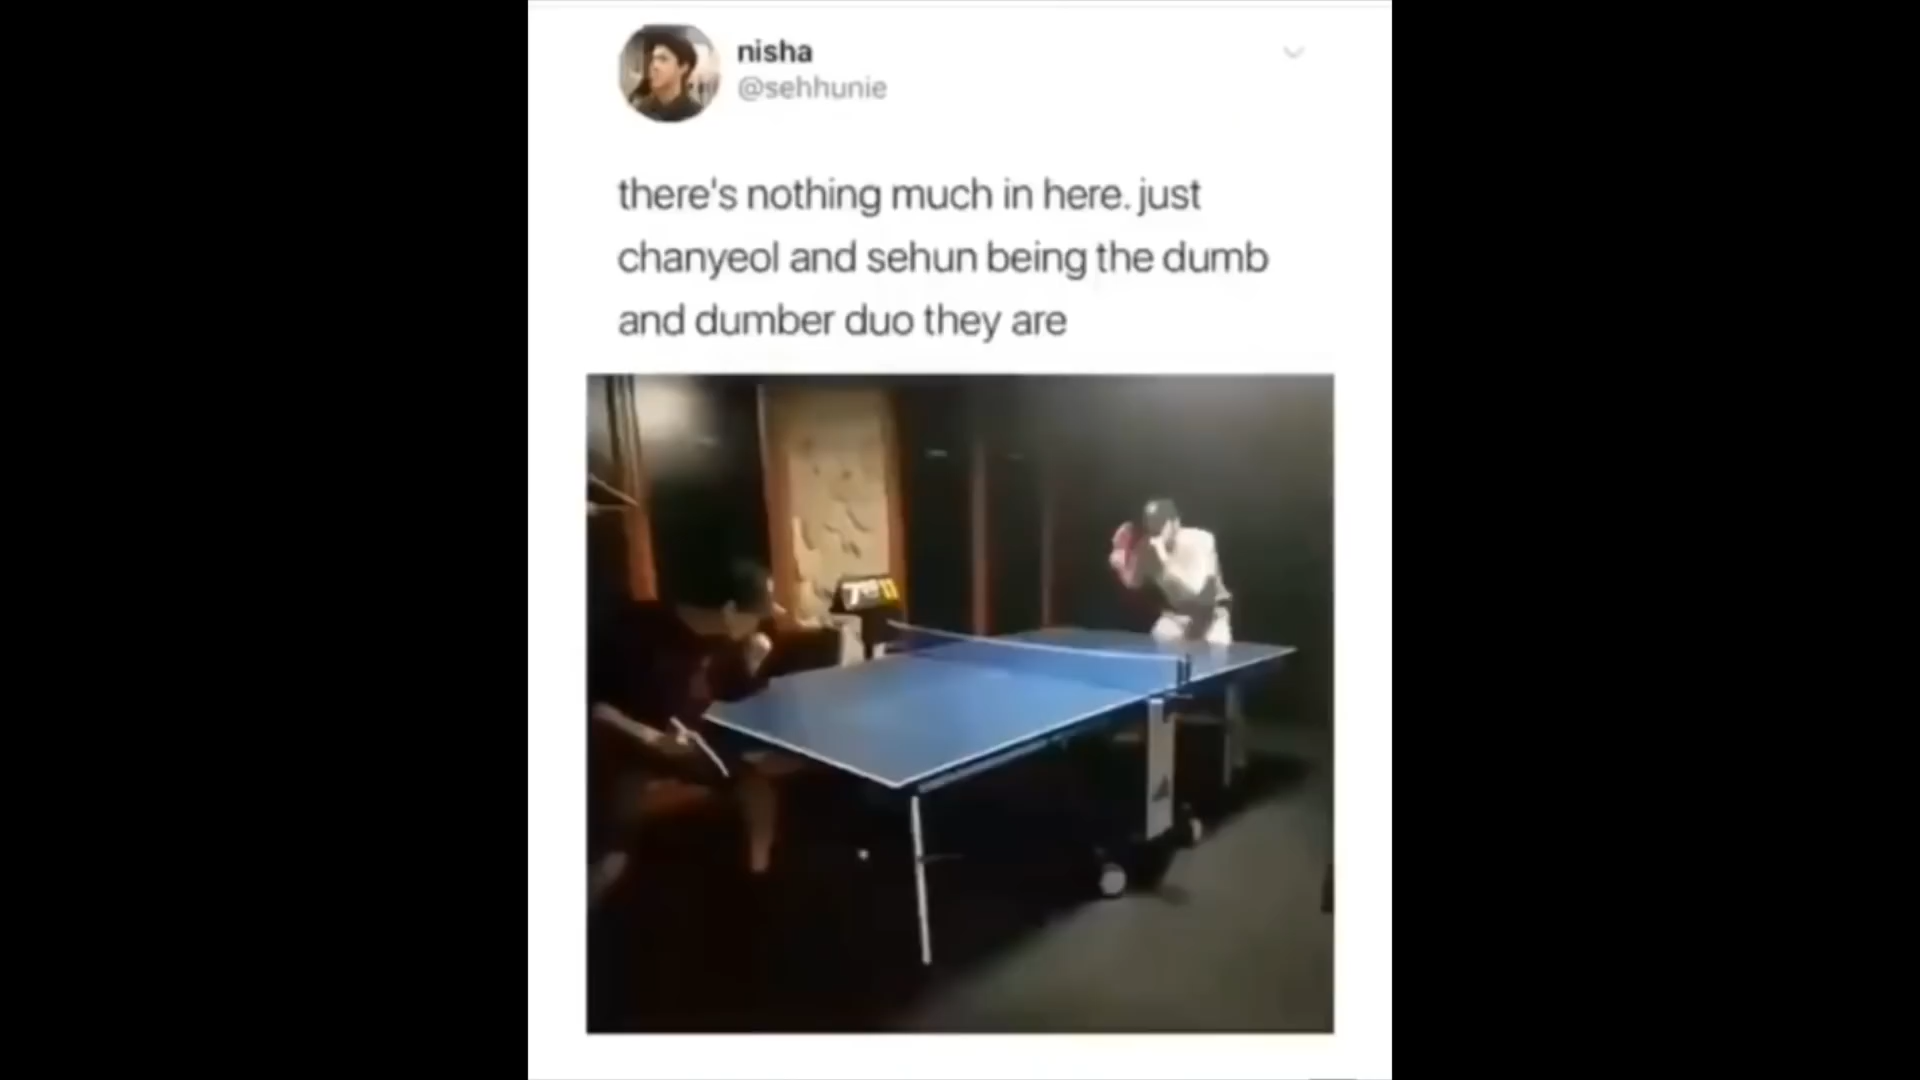 nisha
@sehhunie
there's nothing much in here. just
chanyeol and sehun being the dumb
and dumber duo they are